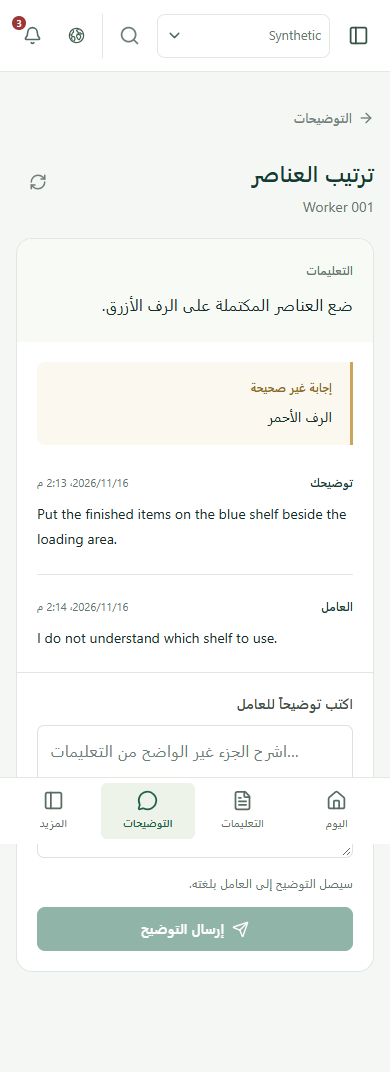 3
Synthetic
التوضيحات
ترتيب العناصر
Worker 001
التعليمات
ضع العناصر المكتملة على الرف الأزرق.
إجابة غير صحيحة
الرف الأحمر
توضيحك
2026/11/16، 2:13 م
Put the finished items on the blue shelf beside the
loading area.
العامل
2026/11/16، 2:14 م
I do not understand which shelf to use.
اكتب توضيحاً للعامل
اشرح الجزء غير الواضح من التعليمات...
اليوم
التعليمات
التوضيحات
المزيد
سيصل التوضيح إلى العامل بلغته.
إرسال التوضيح